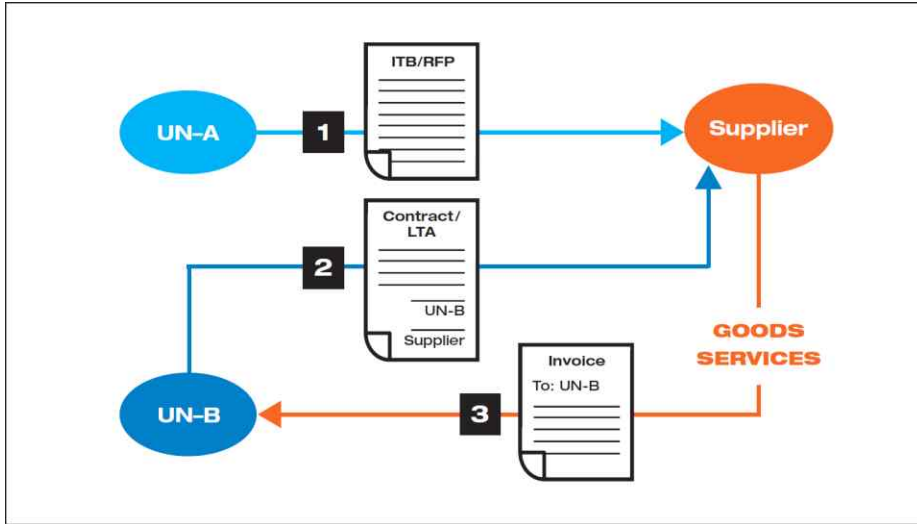 ITB/RFP
UN–A
1
Supplier
Contract/
LTA
2
UN-B
Supplier
GOODS
SERVICES
Invoice
To: UN-B
UN–B
3